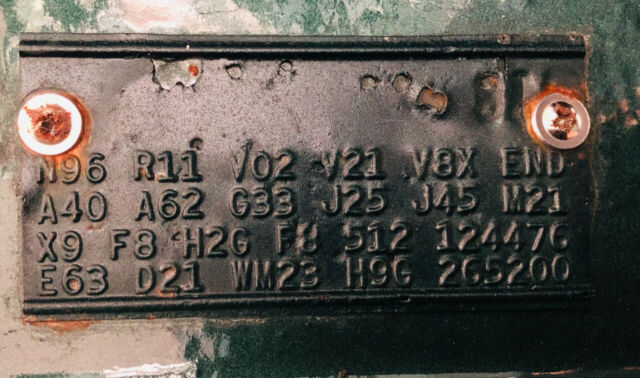 N96 R11 V02 V21 V8X END
A40 A62 G33 J25 J45 M21
X9 F8 H2G F8 512 124476
E63 D21 WM23 H9G 265200